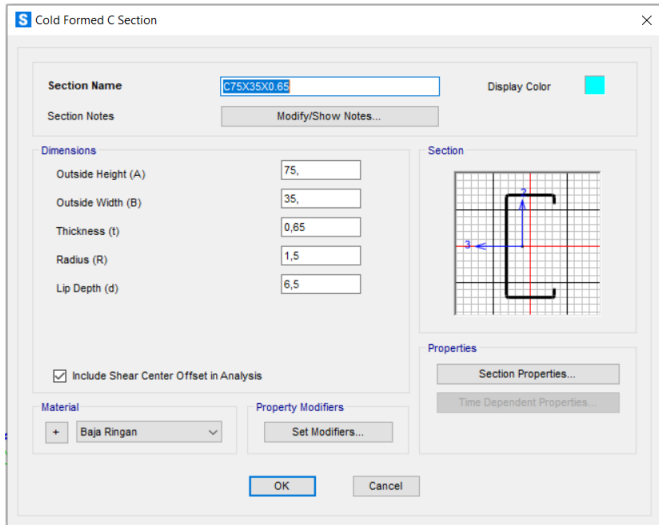 S Cold Formed C Section
Section Name C75X35X0.65 Display Color
Section Notes Modify/Show Notes...
Dimensions Section
Outside Height (A) 75,
Outside Width (B) 35,
Thickness (t) 0,65
Radius (R) 1,5
Lip Depth (d) 6,5
2
3
Properties
Include Shear Center Offset in Analysis Section Properties...
Material Property Modifiers Time Dependent Properties...
+ Baja Ringan Set Modifiers...
OK Cancel